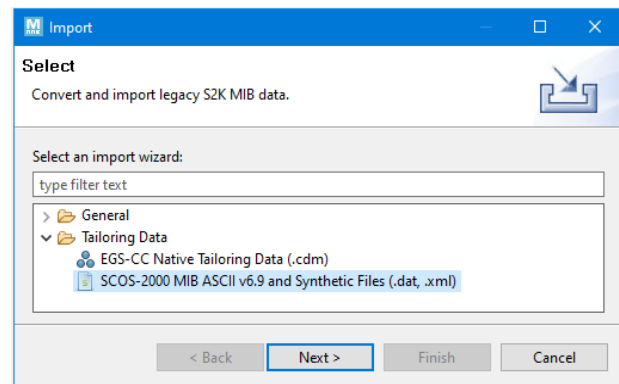 Import
Select
Convert and import legacy S2K MIB data.
Select an import wizard:
type filter text
General
Tailoring Data
EGS-CC Native Tailoring Data (.cdm)
SCOS-2000 MIB ASCII v6.9 and Synthetic Files (.dat, .xml)
< Back Next > Finish Cancel